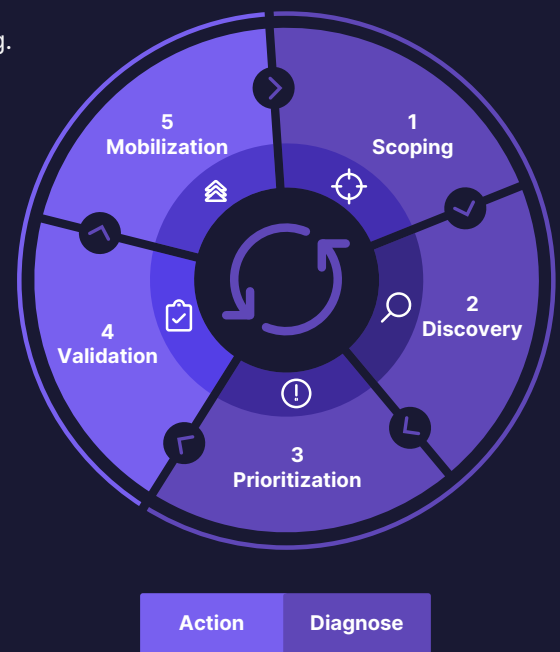 g.
5
Mobilization
1
Scoping
2
Discovery
4
Validation
3
Prioritization
Action
Diagnose